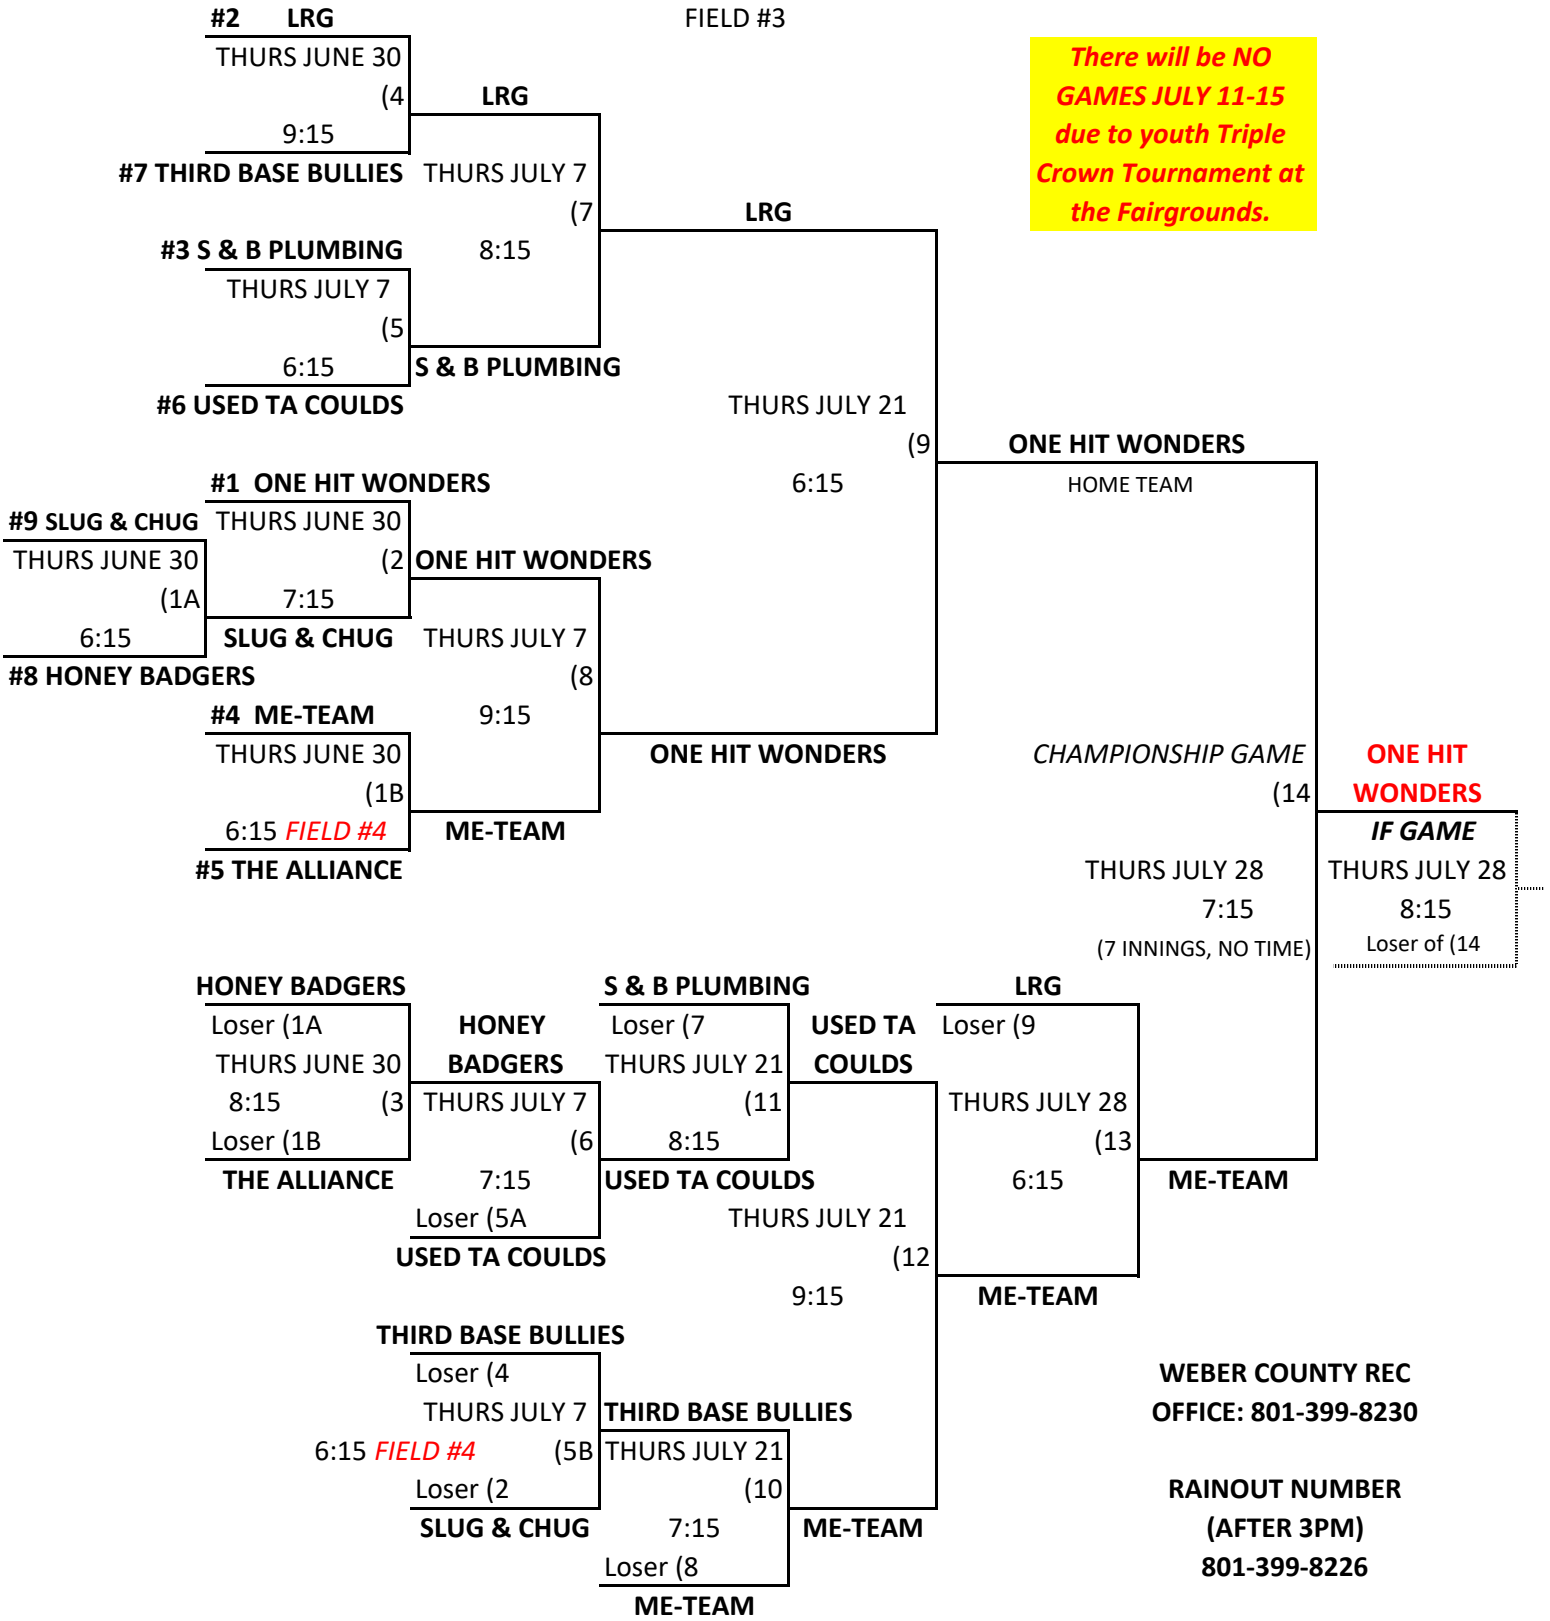 #2 LRG FIELD #3
THURS JUNE 30
There will be NO
(4 LRG GAMES JULY 11-15
9:15 due to youth Triple
#7 THIRD BASE BULLIES THURS JULY 7 Crown Tournament at
(7 LRG the Fairgrounds.
#3 S & B PLUMBING 8:15
THURS JULY 7
(5
6:15 S & B PLUMBING
#6 USED TA COULDS THURS JULY 21
(9 ONE HIT WONDERS
#1 ONE HIT WONDERS 6:15 HOME TEAM
#9 SLUG & CHUG THURS JUNE 30
THURS JUNE 30 (2 ONE HIT WONDERS
(1A 7:15
6:15 SLUG & CHUG THURS JULY 7
#8 HONEY BADGERS (8
#4 ME-TEAM 9:15
THURS JUNE 30 ONE HIT WONDERS CHAMPIONSHIP GAME ONE HIT
(1B (14 WONDERS
6:15 FIELD #4 ME-TEAM IF GAME
#5 THE ALLIANCE THURS JULY 28 THURS JULY 28
7:15 8:15
(7 INNINGS, NO TIME) Loser of (14
HONEY BADGERS S & B PLUMBING LRG
Loser (1A HONEY Loser (7 USED TA Loser (9
THURS JUNE 30 BADGERS THURS JULY 21 COULDS
8:15 (3 THURS JULY 7 (11 THURS JULY 28
Loser (1B (6 8:15 (13
THE ALLIANCE 7:15 USED TA COULDS 6:15 ME-TEAM
Loser (5A THURS JULY 21
USED TA COULDS (12
9:15 ME-TEAM
THIRD BASE BULLIES
Loser (4 WEBER COUNTY REC
THURS JULY 7 THIRD BASE BULLIES OFFICE: 801-399-8230
6:15 FIELD #4 (5B THURS JULY 21
Loser (2 (10 RAINOUT NUMBER
SLUG & CHUG 7:15 ME-TEAM (AFTER 3PM)
Loser (8 801-399-8226
ME-TEAM